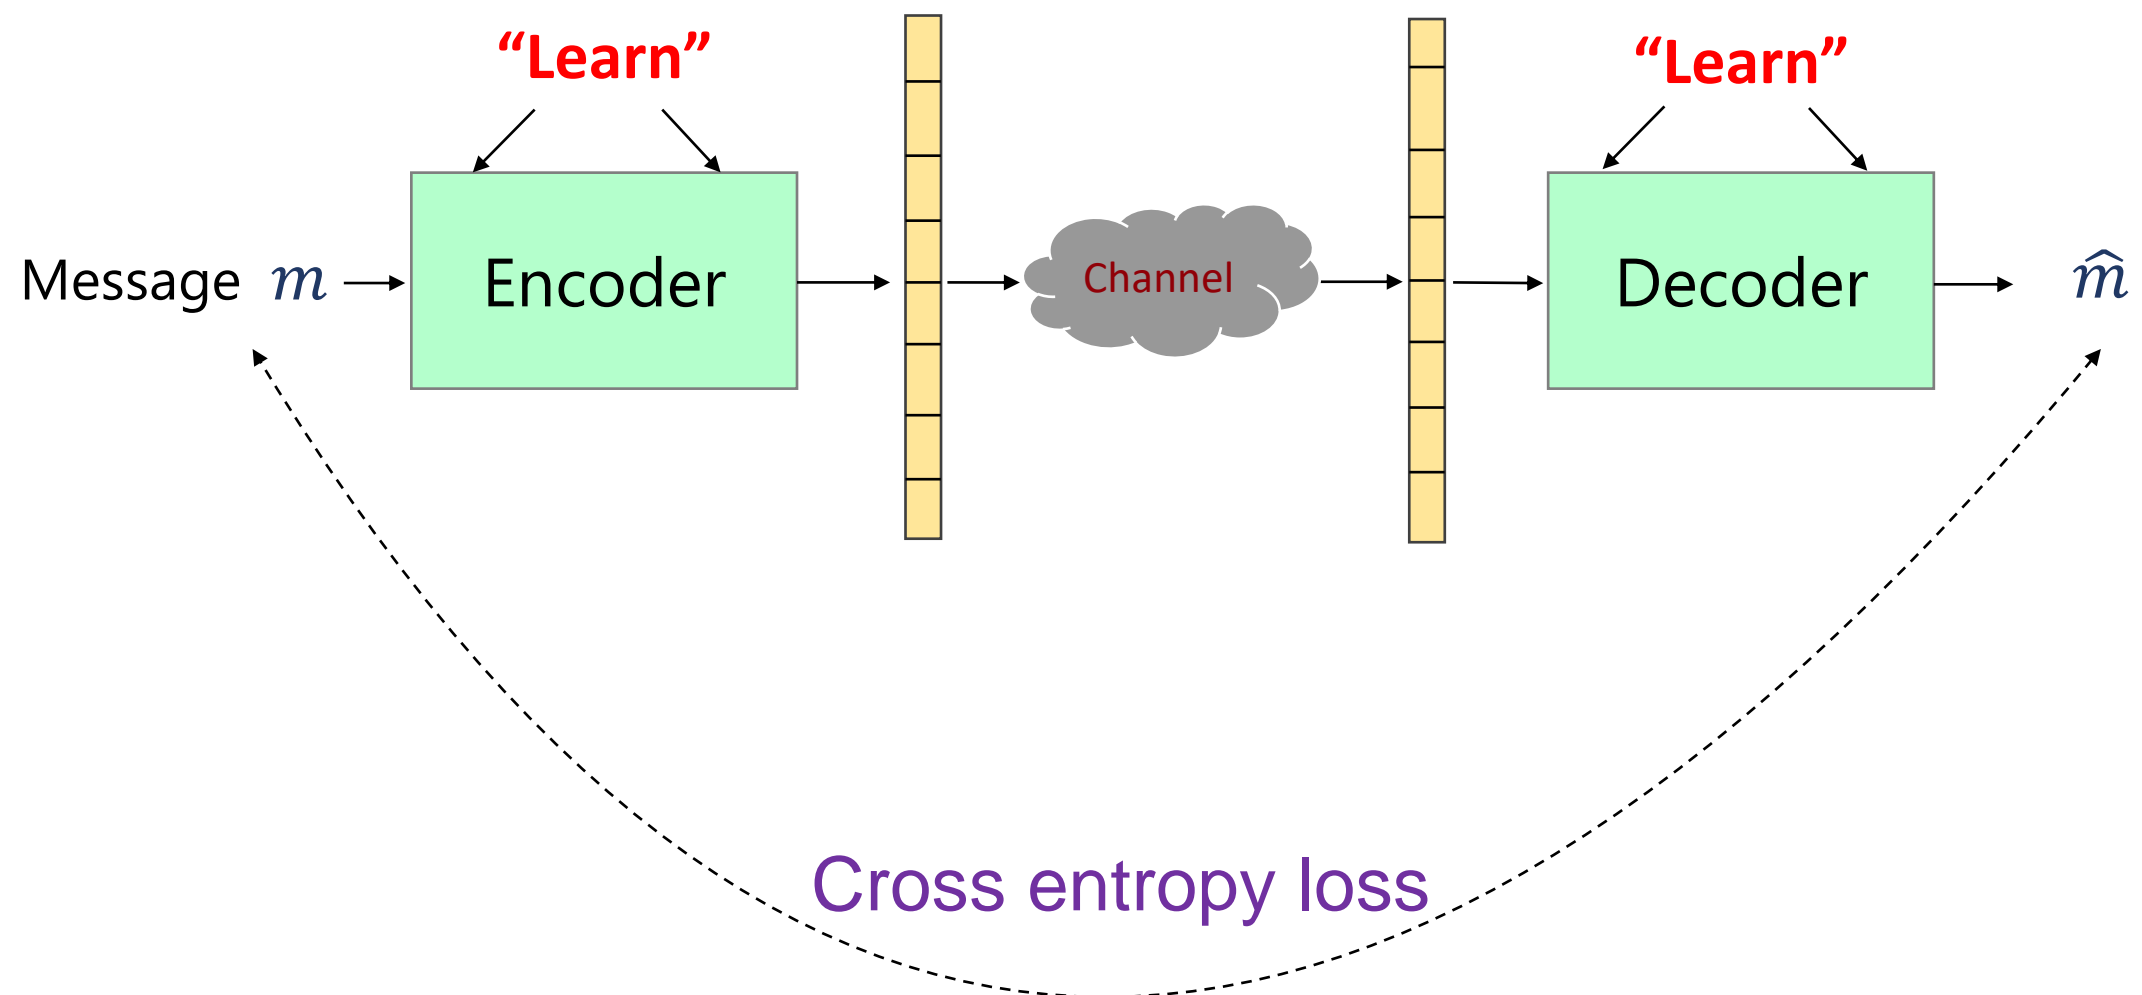 “Learn”
“Learn”
Message m
Encoder
Channel
Decoder
m̂
Cross entropy loss